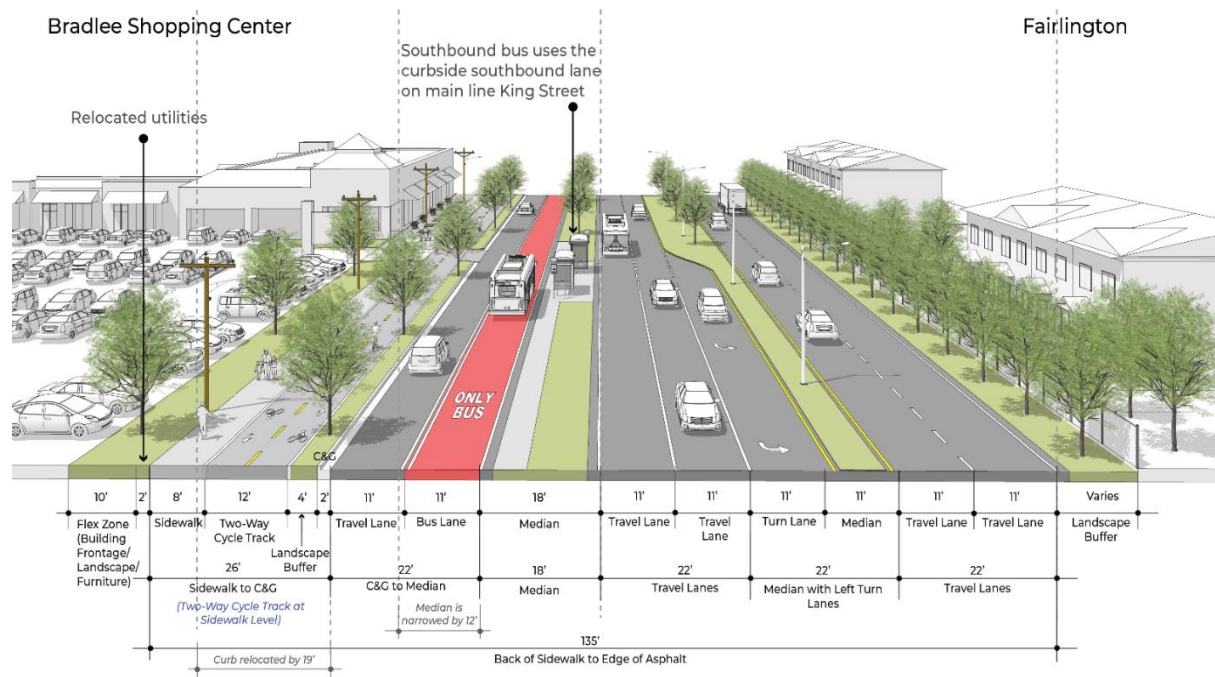 Bradlee Shopping Center
Fairlington
Southbound bus uses the
curbside southbound lane
on main line King Street
Relocated utilities
ONLY
BUS
C&G
10'
2'
8'
12'
4'
2'
11'
11'
18'
11'
11'
11'
11'
11'
11'
Varies
Flex Zone
(Building
Frontage/
Landscape/
Furniture)
Sidewalk
Two-Way
Cycle Track
Landscape
Buffer
Travel Lane
Bus Lane
Median
Travel Lane
Travel
Lane
Turn Lane
Median
Travel Lane
Travel Lane
Landscape
Buffer
26'
22'
18'
22'
22'
22'
Sidewalk to C&G
(Two-Way Cycle Track at
Sidewalk Level)
C&G to Median
Median
Travel Lanes
Median with Left Turn
Lanes
Travel Lanes
Median is
narrowed by 12'
135'
Back of Sidewalk to Edge of Asphalt
Curb relocated by 19'